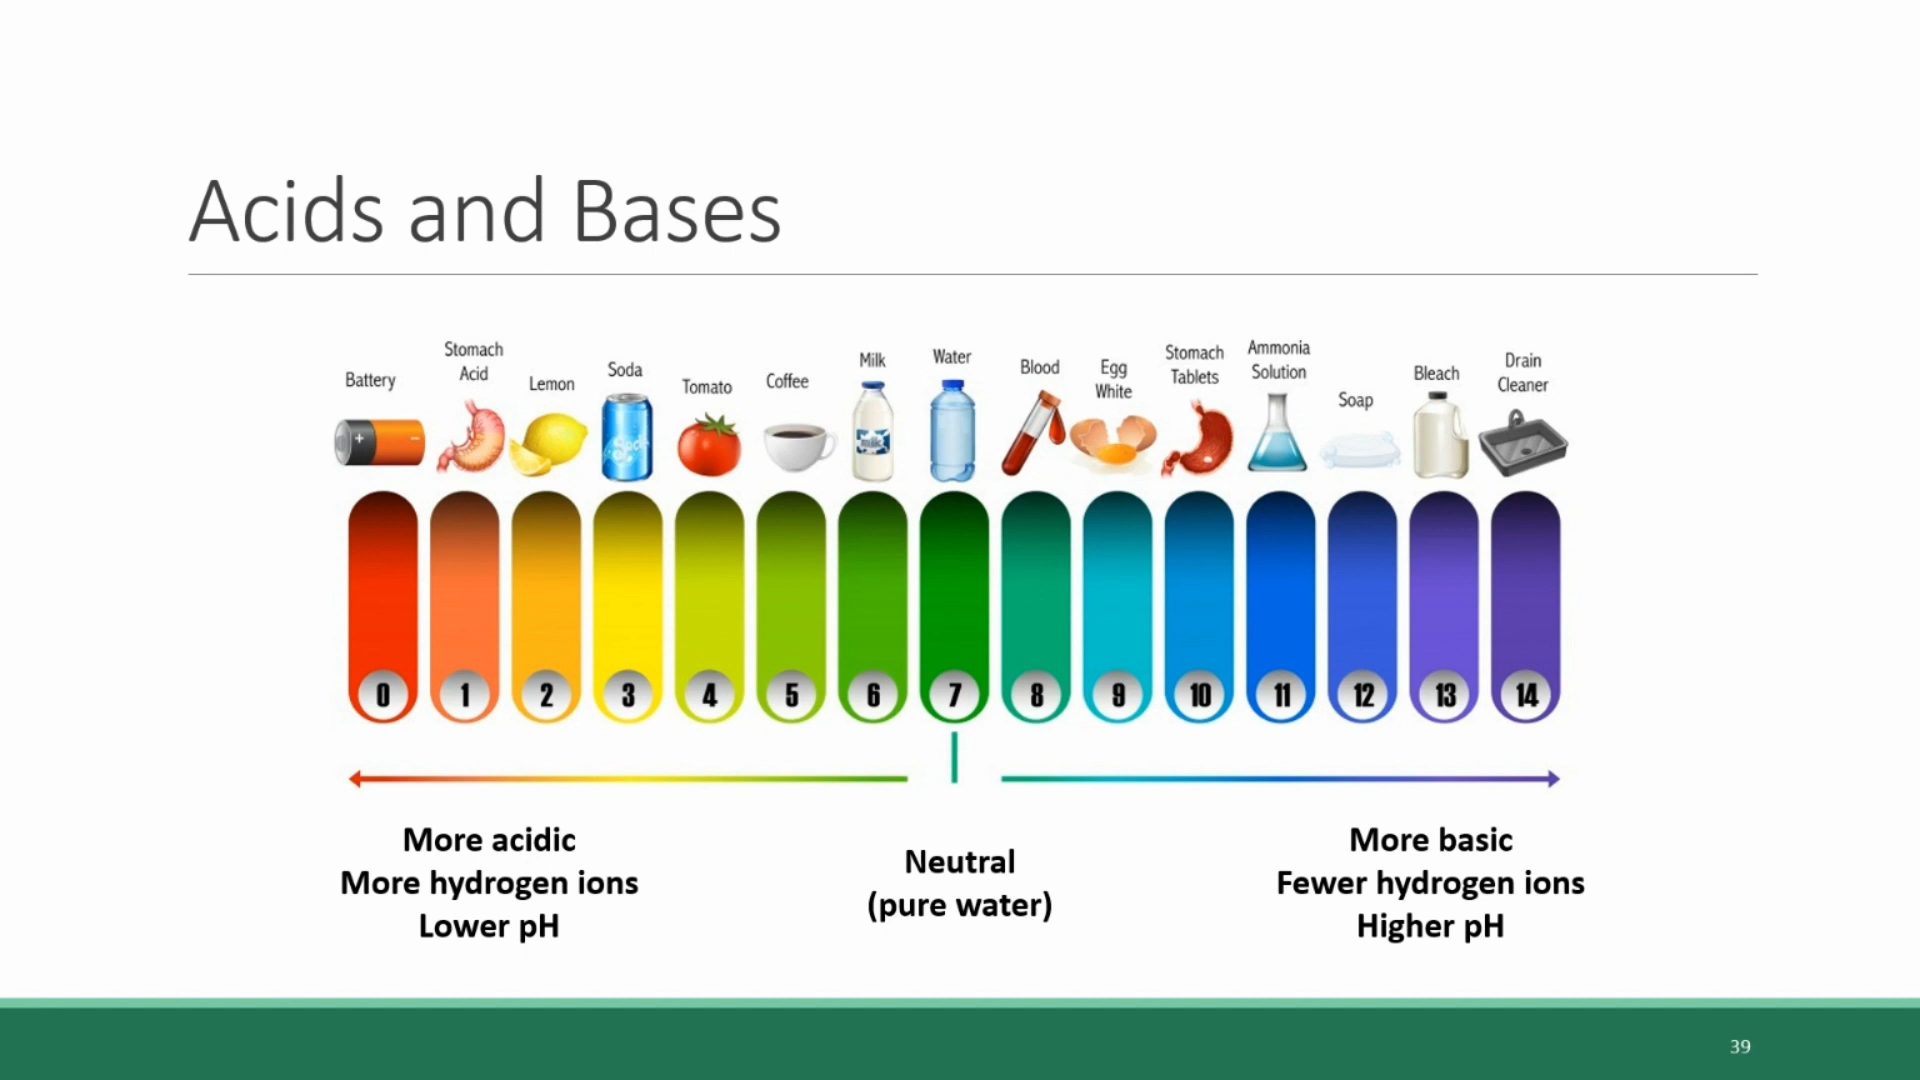 Acids and Bases
Battery
Stomach
Acid
Lemon
Soda
Tomato
Coffee
Milk
Water
Blood
Egg
White
Stomach
Tablets
Ammonia
Solution
Soap
Bleach
Drain
Cleaner
+ -
Soda
MILK
0 1 2 3 4 5 6 7 8 9 10 11 12 13 14
More acidic
More hydrogen ions
Lower pH
Neutral
(pure water)
More basic
Fewer hydrogen ions
Higher pH
39